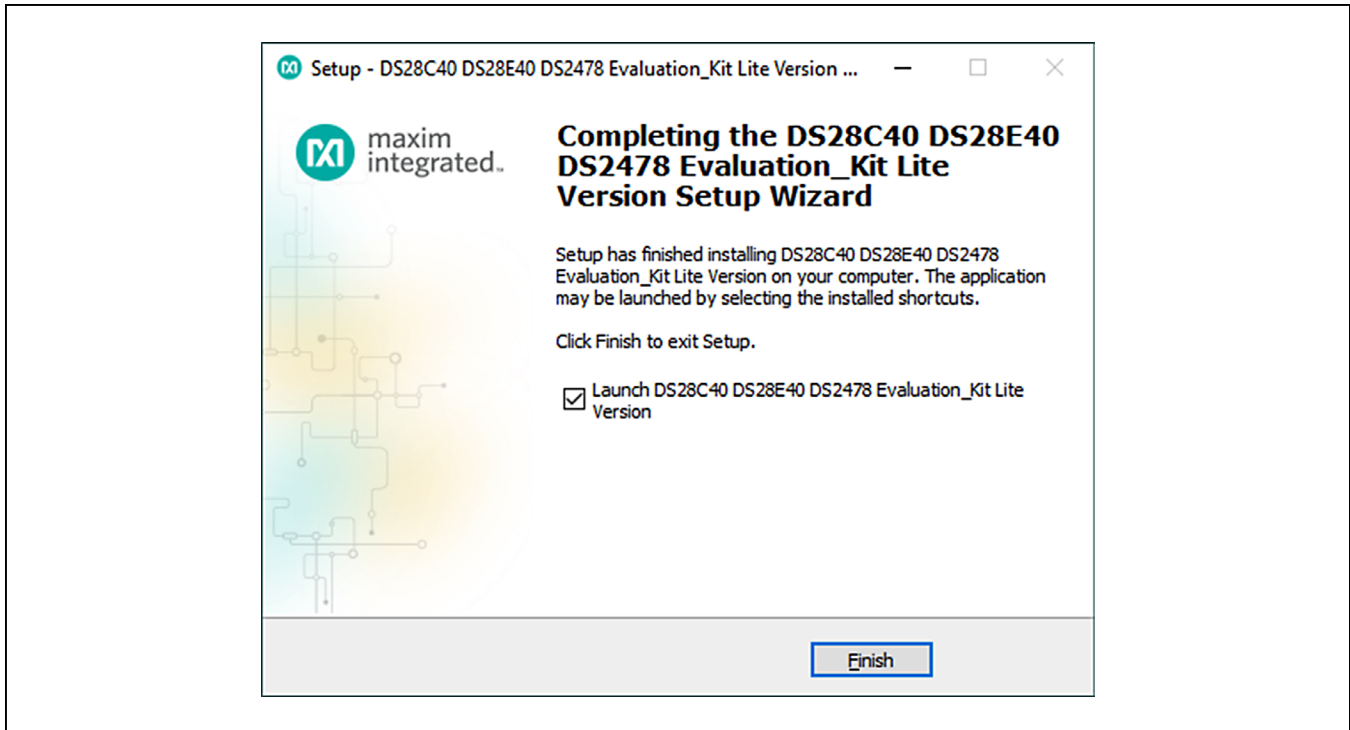 Setup - DS28C40 DS28E40 DS2478 Evaluation_Kit Lite Version ...
maxim
integrated™
Completing the DS28C40 DS28E40
DS2478 Evaluation_Kit Lite
Version Setup Wizard
Setup has finished installing DS28C40 DS28E40 DS2478
Evaluation_Kit Lite Version on your computer. The application
may be launched by selecting the installed shortcuts.
Click Finish to exit Setup.
Launch DS28C40 DS28E40 DS2478 Evaluation_Kit Lite
Version
Finish